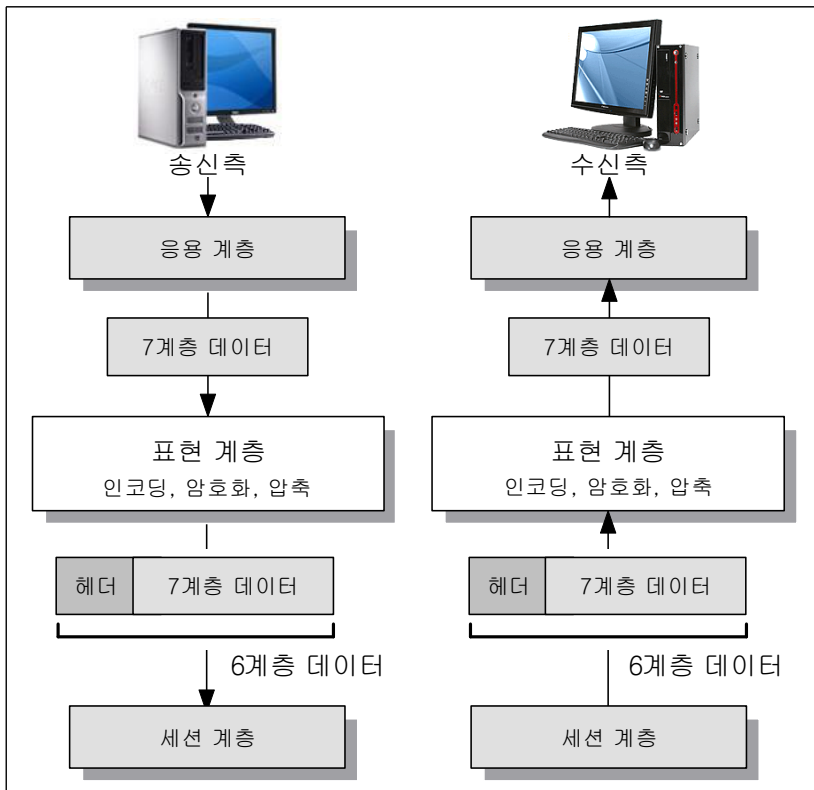 송신측
응용 계층
7계층 데이터
표현 계층
인코딩, 암호화, 압축
헤더 7계층 데이터
6계층 데이터
세션 계층
수신측
응용 계층
7계층 데이터
표현 계층
인코딩, 암호화, 압축
헤더 7계층 데이터
6계층 데이터
세션 계층